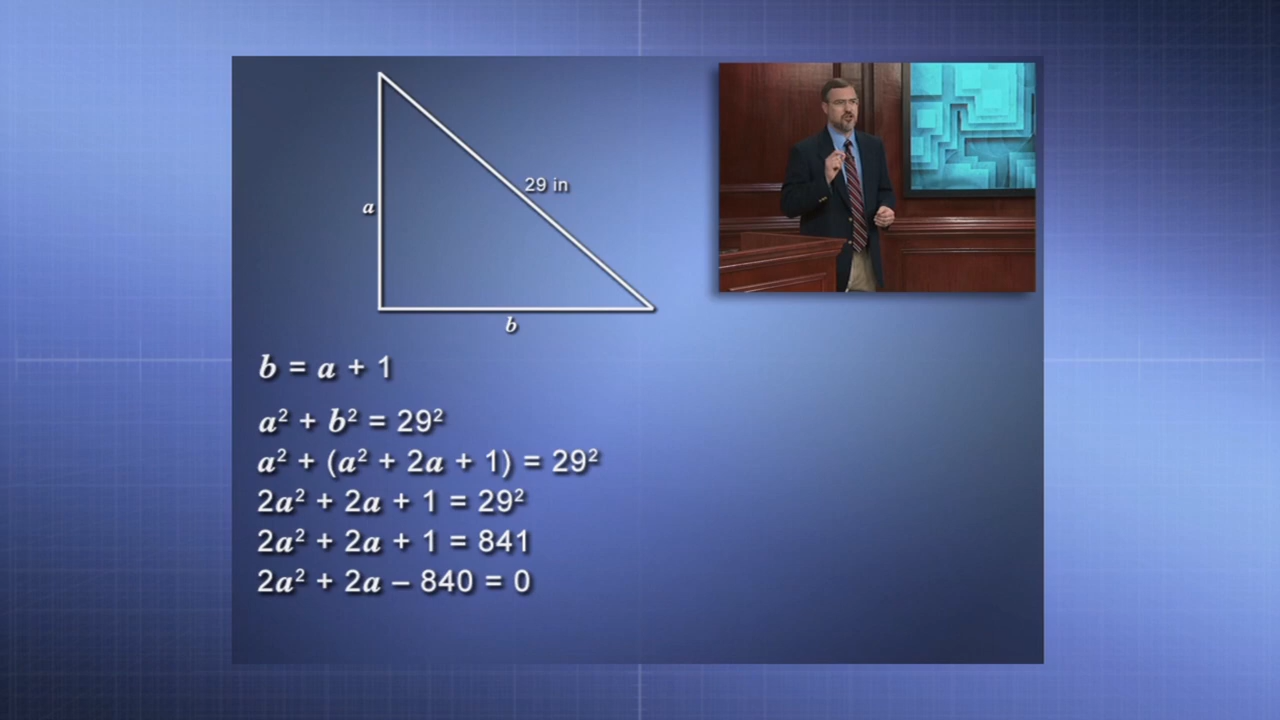 29 in
a
b
b = a + 1
a² + b² = 29²
a² + (a² + 2a + 1) = 29²
2a² + 2a + 1 = 29²
2a² + 2a + 1 = 841
2a² + 2a – 840 = 0